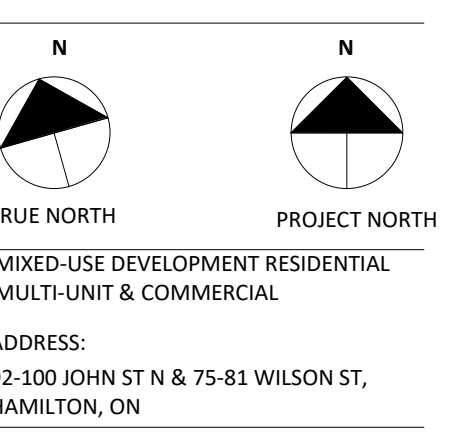 N N
RUE NORTH PROJECT NORTH
MIXED-USE DEVELOPMENT RESIDENTIAL
MULTI-UNIT & COMMERCIAL
ADDRESS:
92-100 JOHN ST N & 75-81 WILSON ST,
HAMILTON, ON